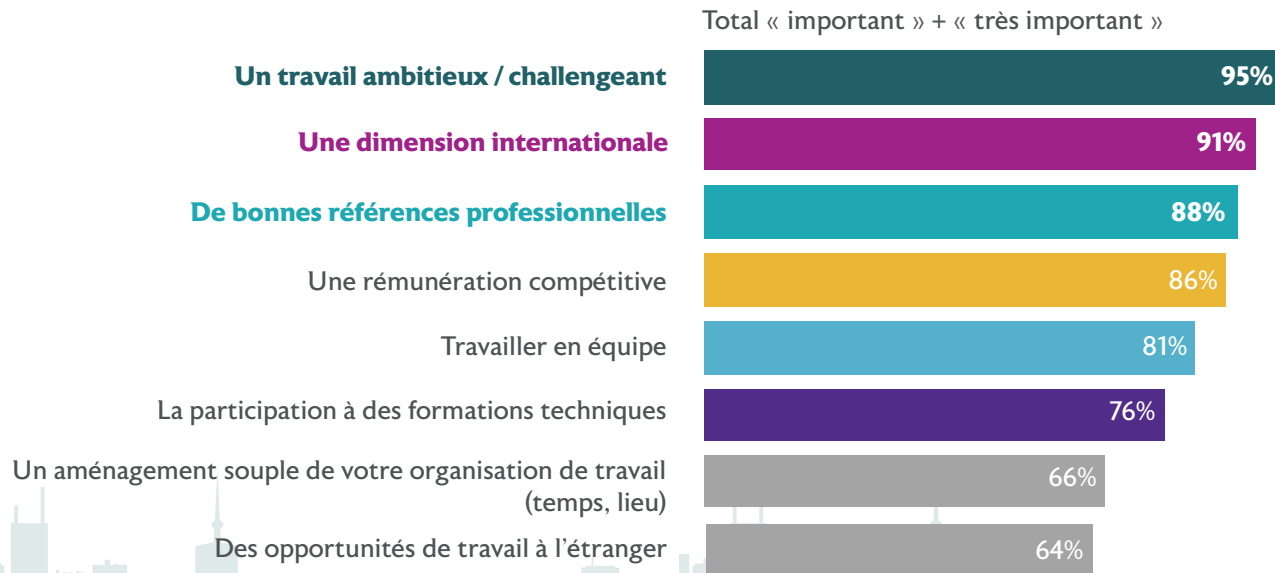 Total « important » + « très important »
Un travail ambitieux / challengeant
95%
Une dimension internationale
91%
De bonnes références professionnelles
88%
Une rémunération compétitive
86%
Travailler en équipe
81%
La participation à des formations techniques
76%
Un aménagement souple de votre organisation de travail
(temps, lieu)
66%
Des opportunités de travail à l’étranger
64%